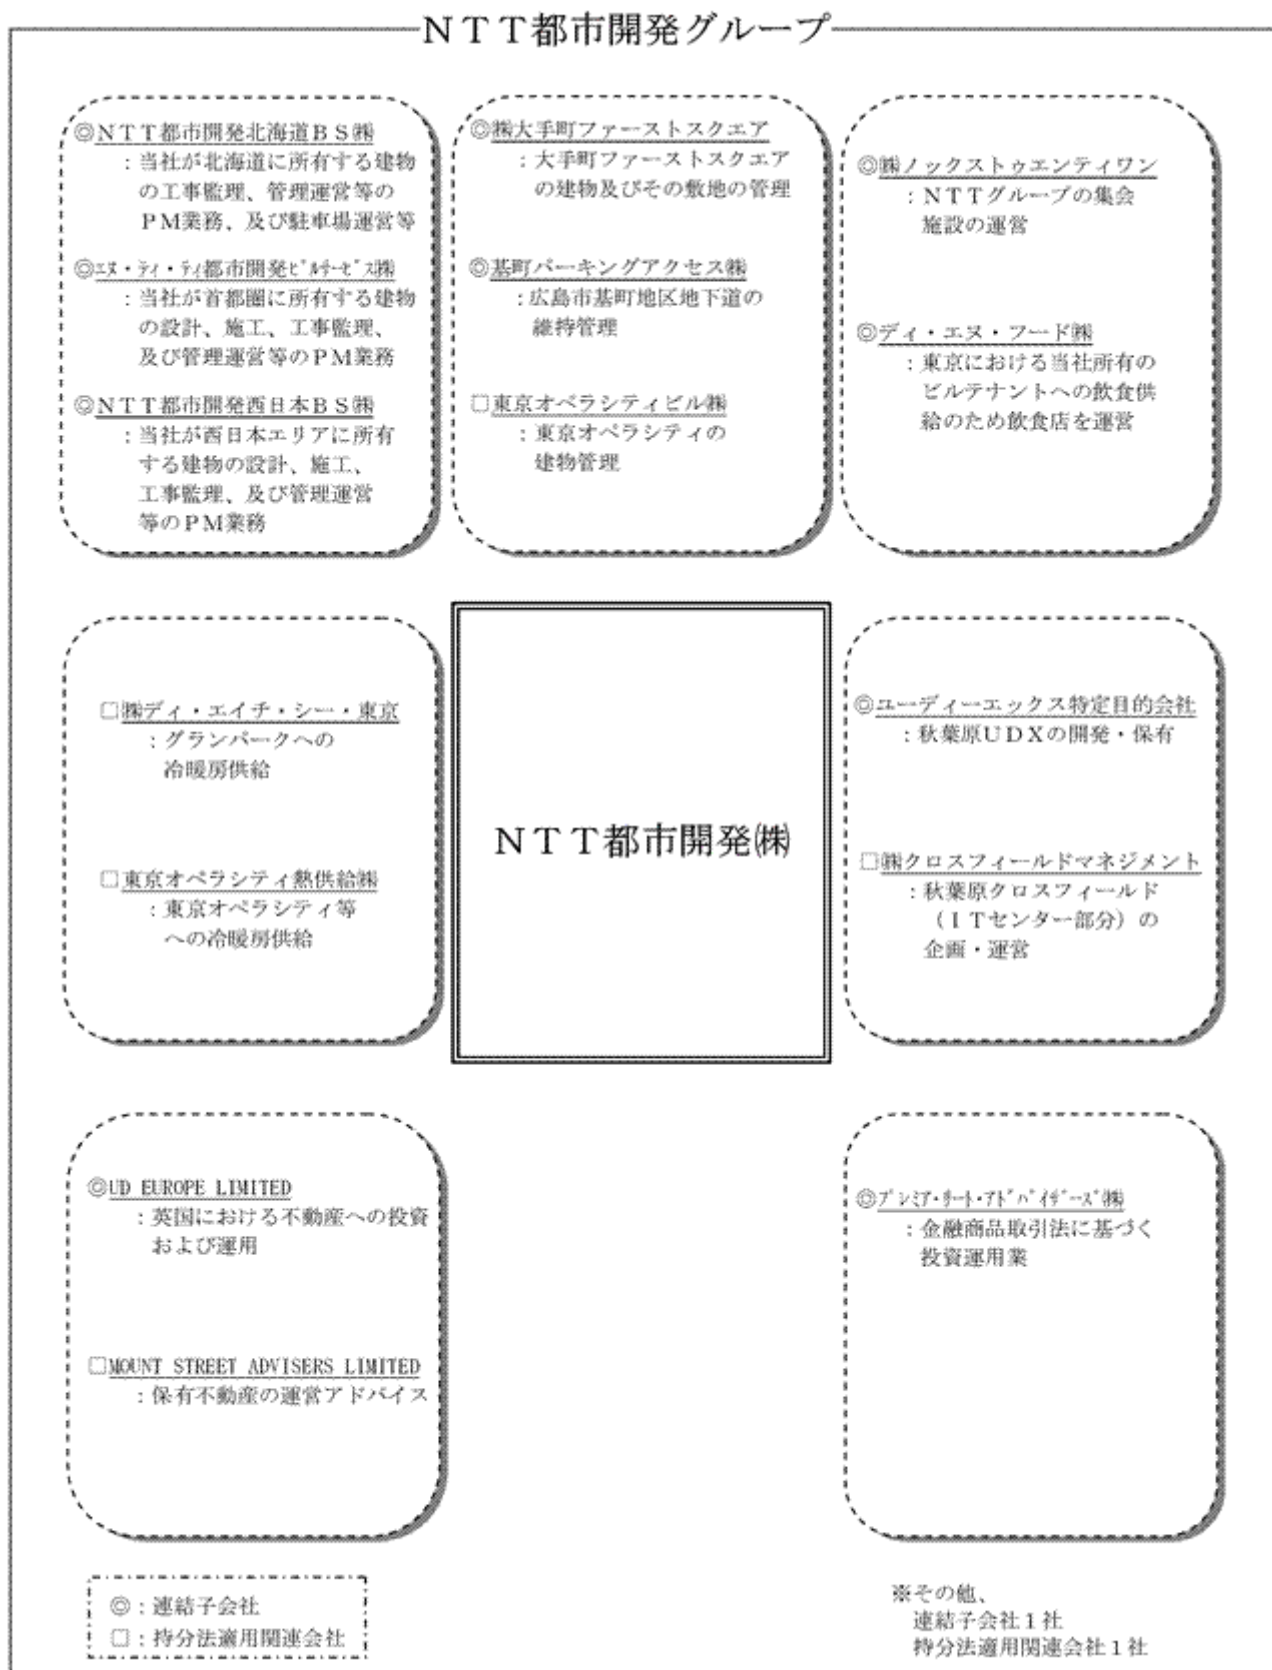 ＮＴＴ都市開発グループ
◎ＮＴＴ都市開発北海道ＢＳ㈱
：当社が北海道に所有する建物
の工事監理、管理運営等の
ＰＭ業務、及び駐車場運営等
◎エヌ・ティ・ティ都市開発ビルサービス㈱
：当社が首都圏に所有する建物
の設計、施工、工事監理、
及び管理運営等のＰＭ業務
◎ＮＴＴ都市開発西日本ＢＳ㈱
：当社が西日本エリアに所有
する建物の設計、施工、
工事監理、及び管理運営
等のＰＭ業務
◎㈱大手町ファーストスクエア
：大手町ファーストスクエア
の建物及びその敷地の管理
◎基町パーキングアクセス㈱
：広島市基町地区地下道の
維持管理
□東京オペラシティビル㈱
：東京オペラシティの
建物管理
◎㈱ノックストゥエンティワン
：ＮＴＴグループの集会
施設の運営
◎ディ・エヌ・フード㈱
：東京における当社所有の
ビルテナントへの飲食供
給のため飲食店を運営
□㈱ディ・エイチ・シー・東京
：グランパークへの
冷暖房供給
□東京オペラシティ熱供給㈱
：東京オペラシティ等
への冷暖房供給
ＮＴＴ都市開発㈱
◎ユーディーエックス特定目的会社
：秋葉原ＵＤＸの開発・保有
□㈱クロスフィールドマネジメント
：秋葉原クロスフィールド
（ＩＴセンター部分）の
企画・運営
◎UD EUROPE LIMITED
：英国における不動産への投資
および運用
□MOUNT STREET ADVISERS LIMITED
：保有不動産の運営アドバイス
◎プレミア・リート・アドバイザーズ㈱
：金融商品取引法に基づく
投資運用業
◎：連結子会社
□：持分法適用関連会社
※その他、
連結子会社１社
持分法適用関連会社１社